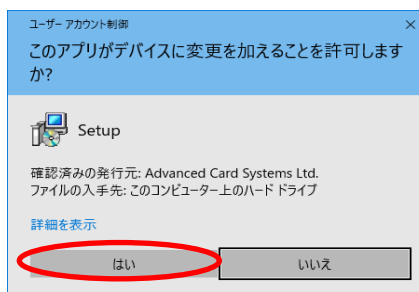 ユーザー アカウント制御
このアプリがデバイスに変更を加えることを許可します
か?
Setup
確認済みの発行元: Advanced Card Systems Ltd.
ファイルの入手先: このコンピューター上のハード ドライブ
詳細を表示
はい
いいえ